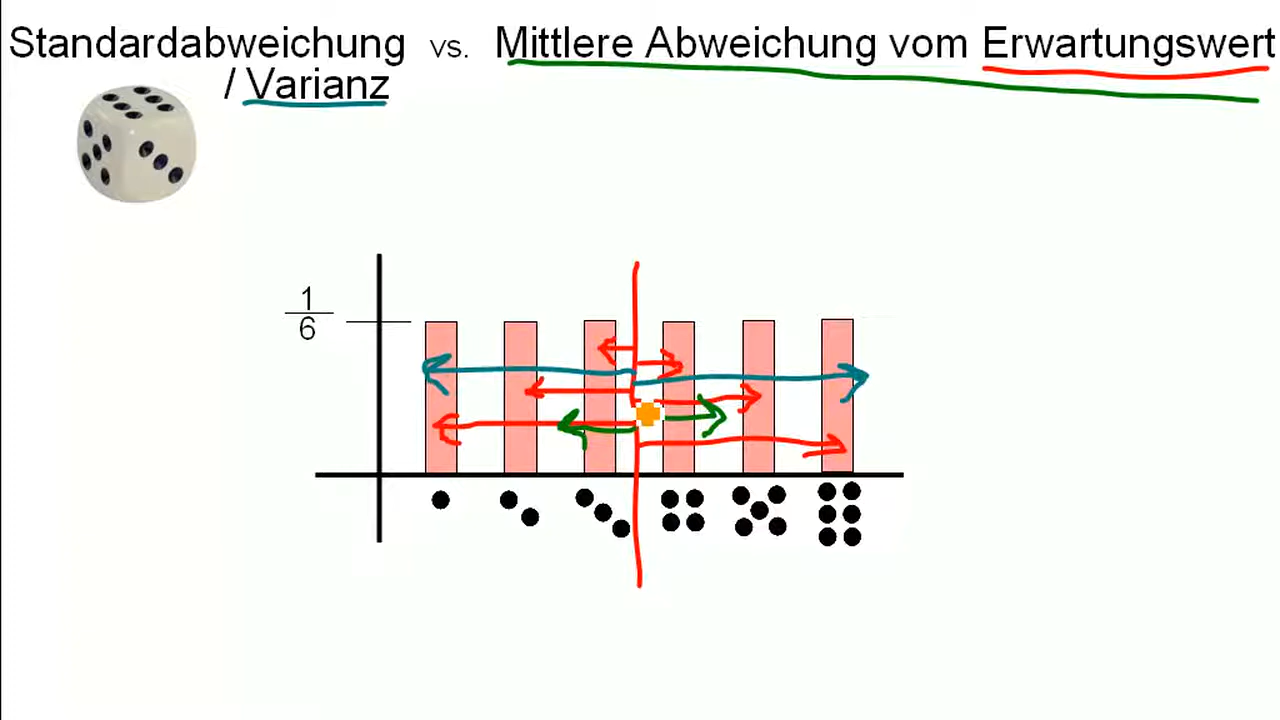 Standardabweichung vs. Mittlere Abweichung vom Erwartungswert
/ Varianz
1
6